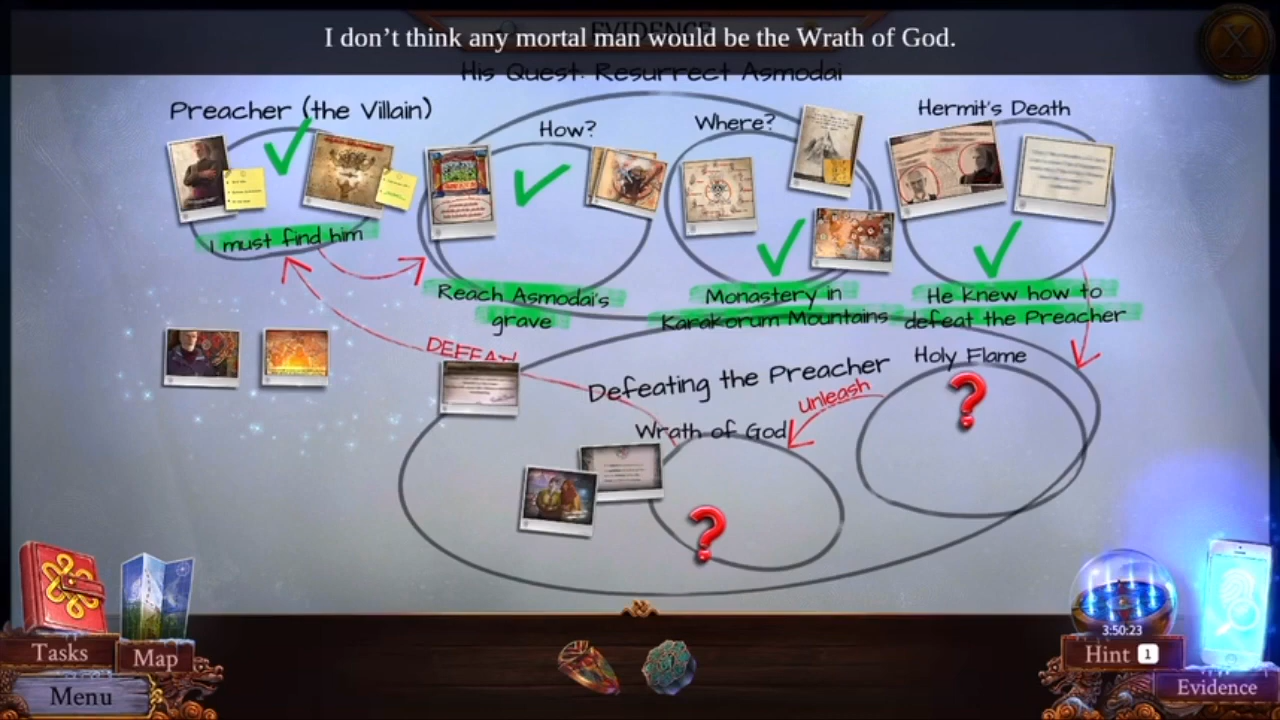 I don't think any mortal man would be the Wrath of God.
EVIDENCE
His Quest: Resurrect Asmodai
Preacher (the Villain)
How?
Where?
Hermit's Death
I must find him
Reach Asmodai's
grave
Monastery in
Karakorum Mountains
He knew how to
defeat the Preacher
DEFEAT
Defeating the Preacher
Holy Flame
unleash
Wrath of God
?
?
X
3:50:23
Tasks
Map
Menu
Hint 1
Evidence